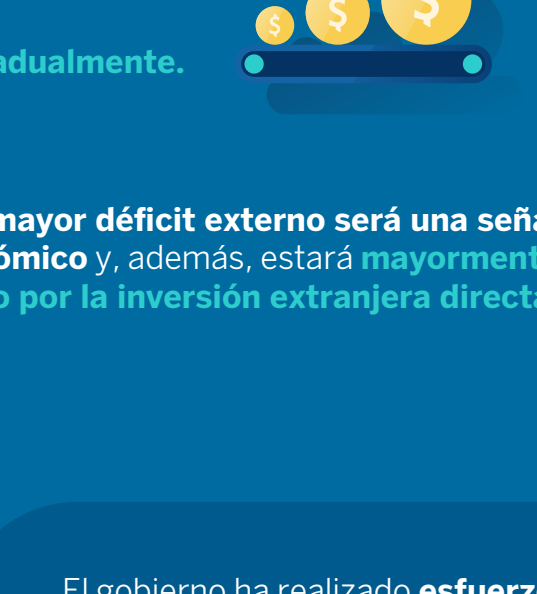 adualmente.
$ $ $
mayor déficit externo será una seña
ómico y, además, estará mayorment
o por la inversión extranjera directa
El gobierno ha realizado esfuerz